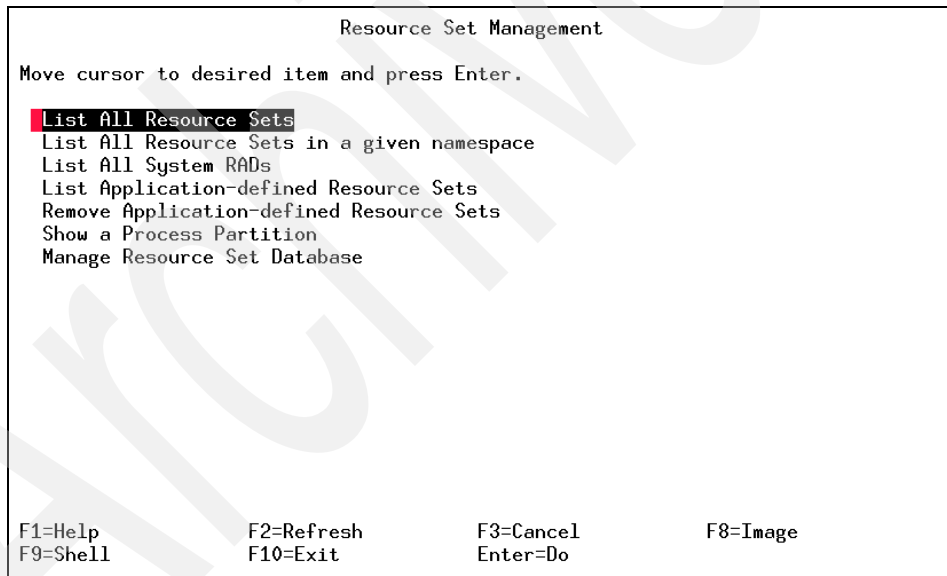 Resource Set Management
Move cursor to desired item and press Enter.
List All Resource Sets
List All Resource Sets in a given namespace
List All System RADs
List Application-defined Resource Sets
Remove Application-defined Resource Sets
Show a Process Partition
Manage Resource Set Database
F1=Help F2=Refresh F3=Cancel F8=Image
F9=Shell F10=Exit Enter=Do
Archive